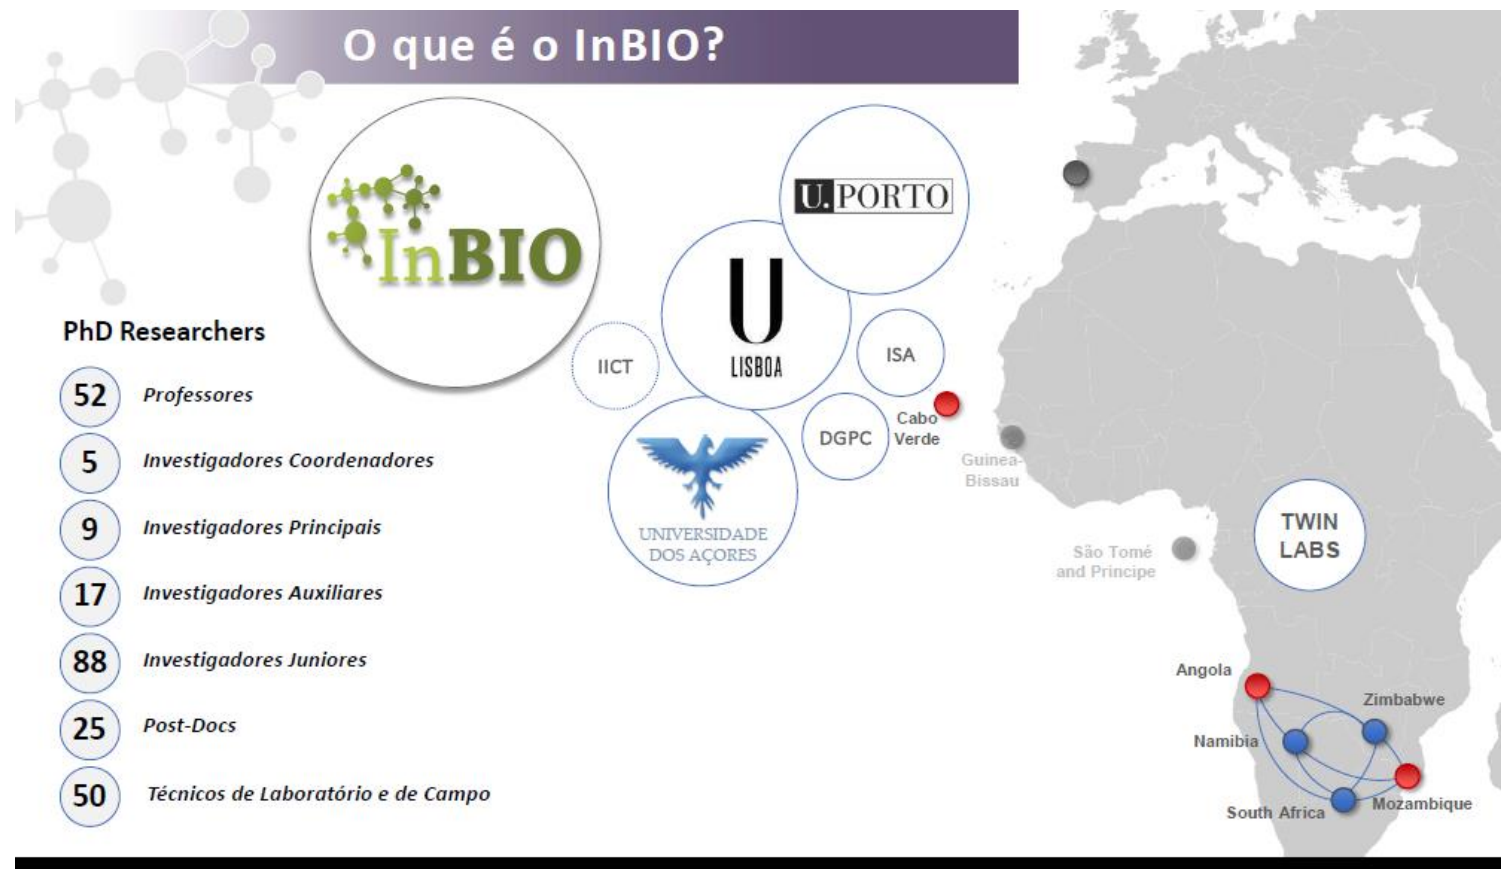 O que é o InBIO?
InBIO
U. PORTO
U
LISBOA
IICT
ISA
DGPC
UNIVERSIDADE
DOS AÇORES
PhD Researchers
52 Professores
5 Investigadores Coordenadores
9 Investigadores Principais
17 Investigadores Auxiliares
88 Investigadores Juniores
25 Post-Docs
50 Técnicos de Laboratório e de Campo
Cabo
Verde
Guinea-
Bissau
São Tomé
and Principe
TWIN
LABS
Angola
Zimbabwe
Namibia
South Africa
Mozambique